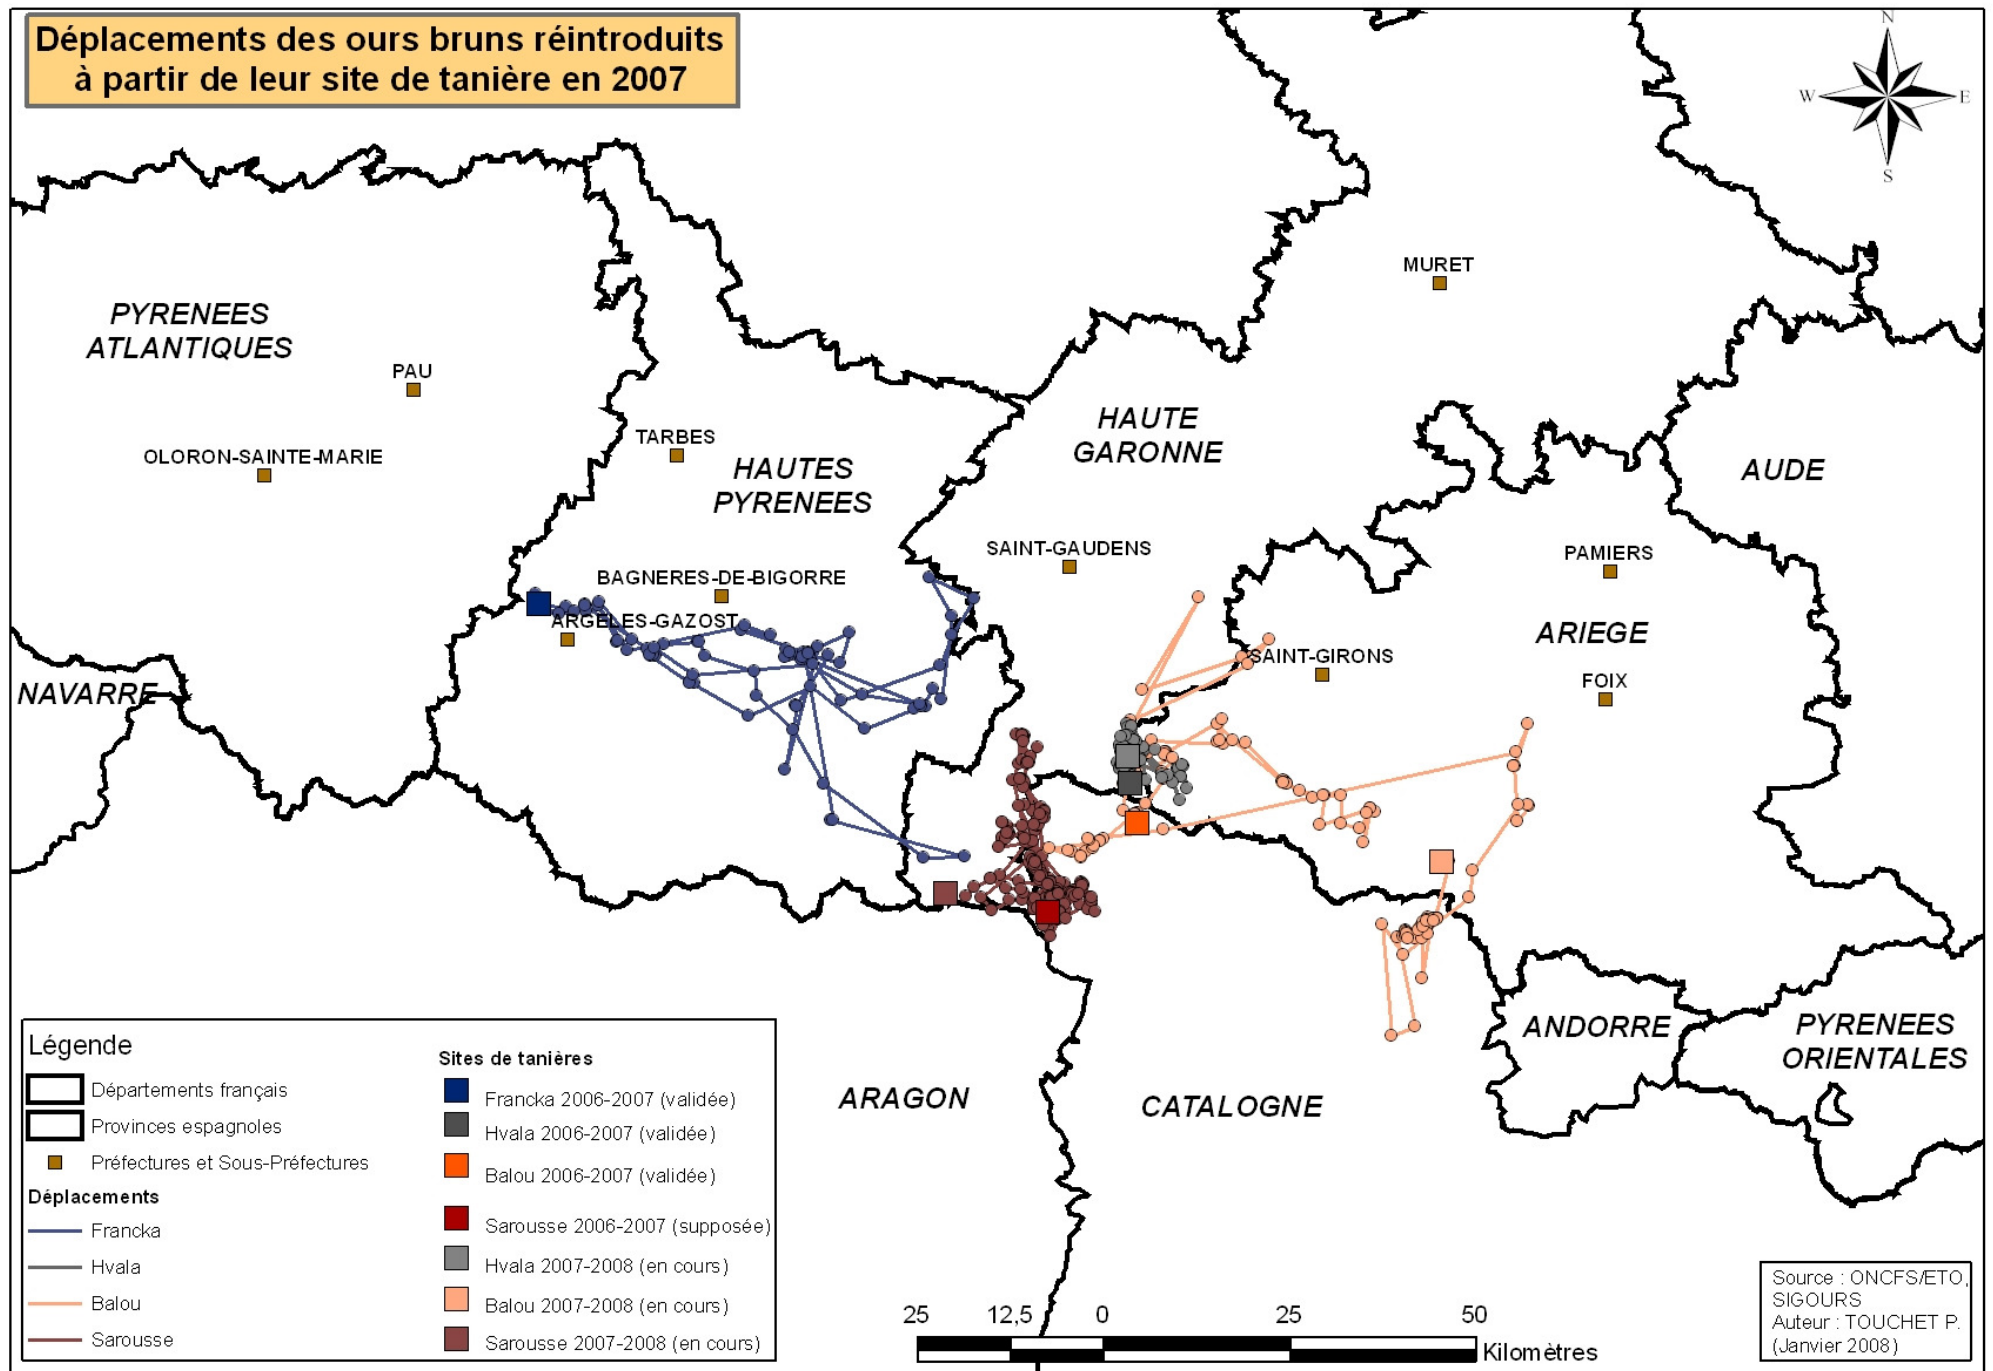 Déplacements des ours bruns réintroduits
à partir de leur site de tanière en 2007
N
W
E
S
MURET
PYRENEES
ATLANTIQUES
PAU
OLORON-SAINTE-MARIE
TARBES
HAUTES
PYRENEES
HAUTE
GARONNE
AUDE
SAINT-GAUDENS
PAMIERS
BAGNERES-DE-BIGORRE
ARGELES-GAZOST
ARIEGE
SAINT-GIRONS
FOIX
NAVARRE
ANDORRE
PYRENEES
ORIENTALES
ARAGON
CATALOGNE
Légende
Départements français
Provinces espagnoles
Préfectures et Sous-Préfectures
Déplacements
Francka
Hvala
Balou
Sarousse
Sites de tanières
Francka 2006-2007 (validée)
Hvala 2006-2007 (validée)
Balou 2006-2007 (validée)
Sarousse 2006-2007 (supposée)
Hvala 2007-2008 (en cours)
Balou 2007-2008 (en cours)
Sarousse 2007-2008 (en cours)
25 12,5 0 25 50
Kilomètres
Source : ONCFS/ETO,
SIGOURS
Auteur : TOUCHET P.
(Janvier 2008)